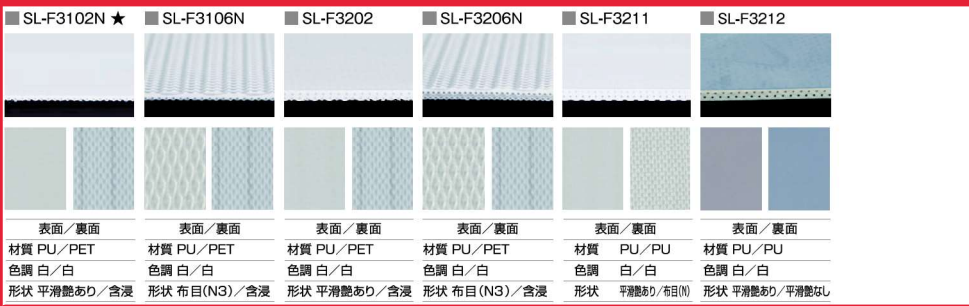 SL-F3102N ★
SL-F3106N
SL-F3202
SL-F3206N
SL-F3211
SL-F3212
表面／裏面
表面／裏面
表面／裏面
表面／裏面
表面／裏面
表面／裏面
材質 PU／PET
材質 PU／PET
材質 PU／PET
材質 PU／PET
材質 PU／PU
材質 PU／PU
色調 白／白
色調 白／白
色調 白／白
色調 白／白
色調 白／白
色調 白／白
形状 平滑艶あり／含浸
形状 布目(N3)／含浸
形状 平滑艶あり／含浸
形状 布目(N3)／含浸
形状 平滑艶あり／布目(N)
形状 平滑艶あり／平滑艶なし